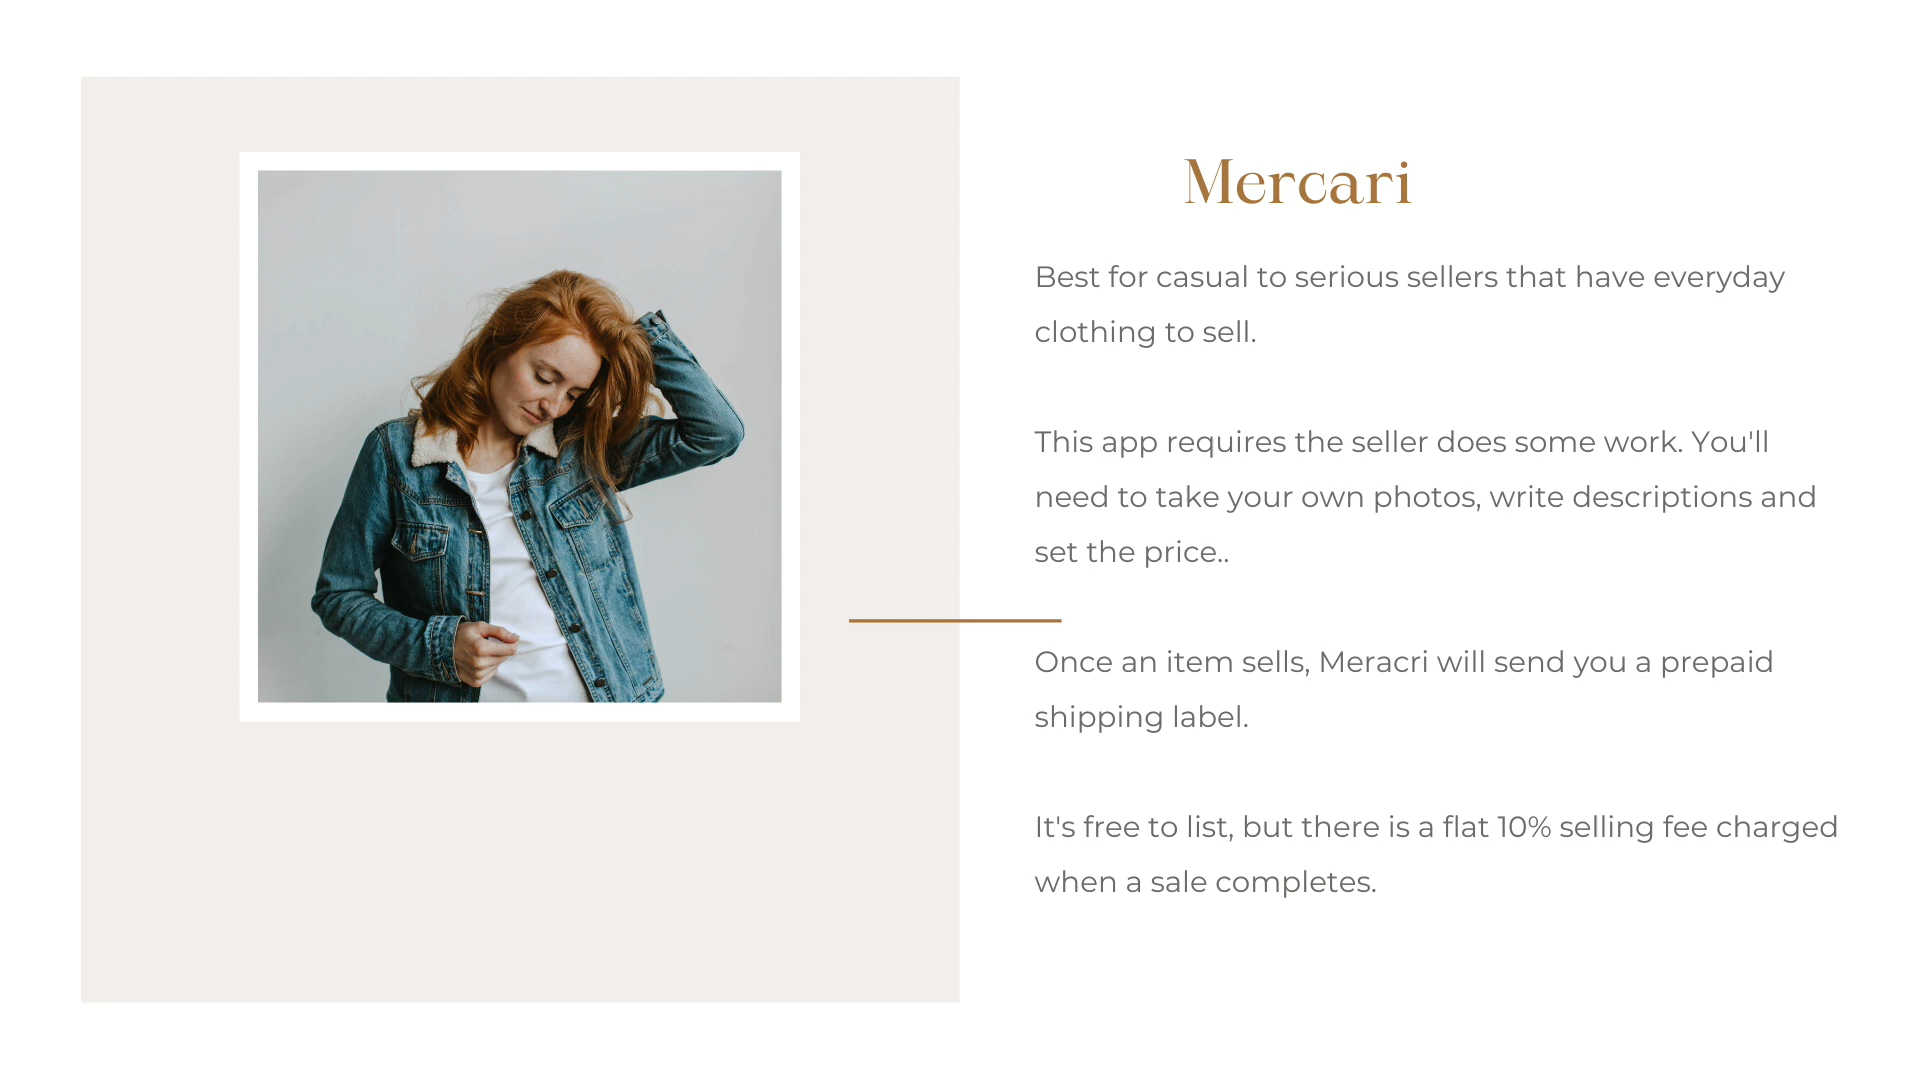 Mercari
Best for casual to serious sellers that have everyday
clothing to sell.
This app requires the seller does some work. You'll
need to take your own photos, write descriptions and
set the price..
Once an item sells, Meracri will send you a prepaid
shipping label.
It's free to list, but there is a flat 10% selling fee charged
when a sale completes.